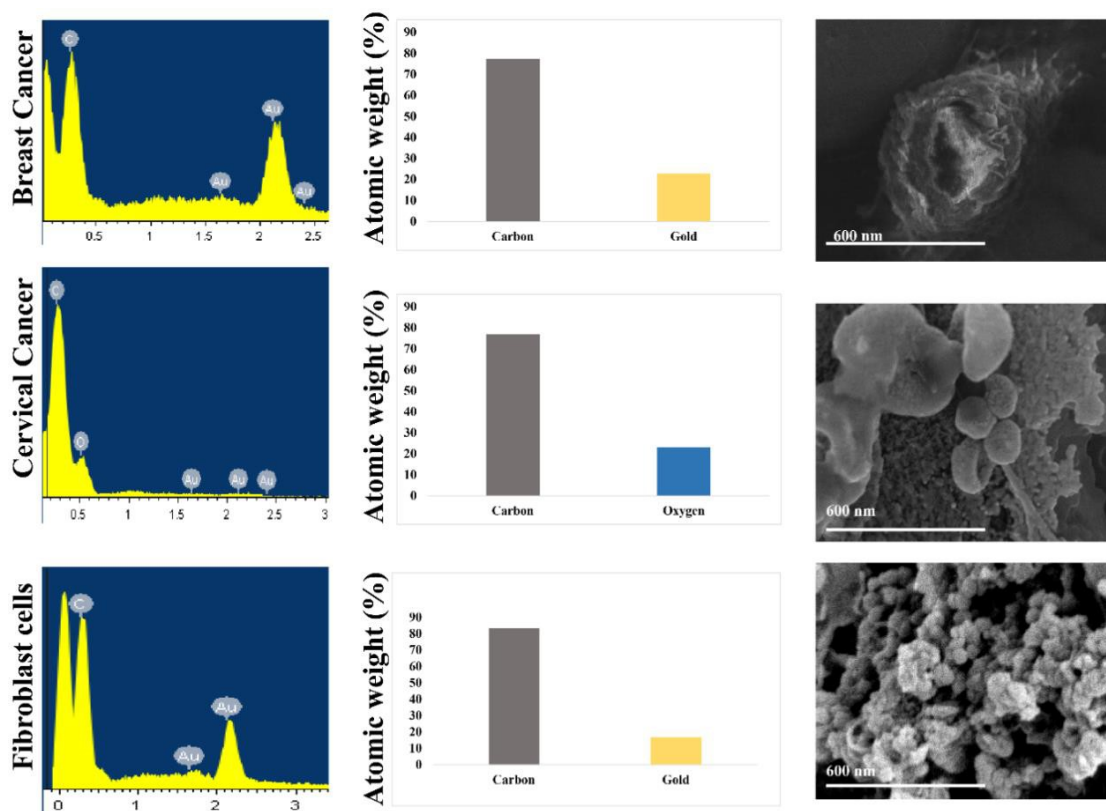 Breast Cancer
C
Au
Au
Au
0.5 1 1.5 2 2.5
Atomic weight (%)
90
80
70
60
50
40
30
20
10
0
Carbon Gold
600 nm
Cervical Cancer
C
O
Au Au Au
0.5 1 1.5 2 2.5 3
Atomic weight (%)
90
80
70
60
50
40
30
20
10
0
Carbon Oxygen
600 nm
Fibroblast cells
C
Au
Au
0 1 2 3
Atomic weight (%)
90
80
70
60
50
40
30
20
10
0
Carbon Gold
600 nm